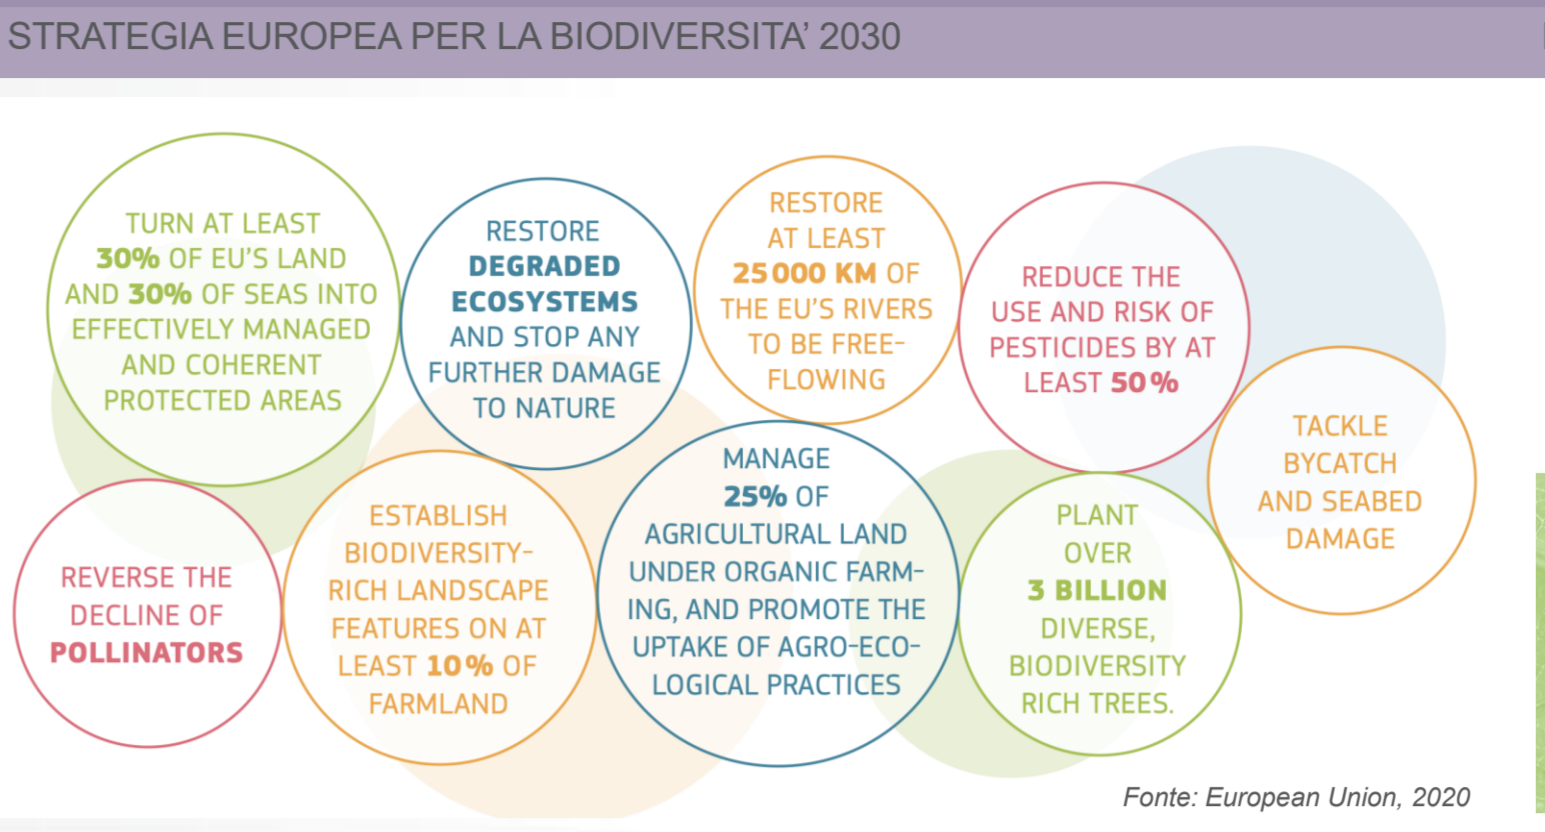 STRATEGIA EUROPEA PER LA BIODIVERSITA’ 2030
TURN AT LEAST
30% OF EU'S LAND
AND 30% OF SEAS INTO
EFFECTIVELY MANAGED
AND COHERENT
PROTECTED AREAS
RESTORE
DEGRADED
ECOSYSTEMS
AND STOP ANY
FURTHER DAMAGE
TO NATURE
RESTORE
AT LEAST
25 000 KM OF
THE EU'S RIVERS
TO BE FREE-
FLOWING
REDUCE THE
USE AND RISK OF
PESTICIDES BY AT
LEAST 50%
TACKLE
BYCATCH
AND SEABED
DAMAGE
REVERSE THE
DECLINE OF
POLLINATORS
ESTABLISH
BIODIVERSITY-
RICH LANDSCAPE
FEATURES ON AT
LEAST 10% OF
FARMLAND
MANAGE
25% OF
AGRICULTURAL LAND
UNDER ORGANIC FARM-
ING, AND PROMOTE THE
UPTAKE OF AGRO-ECO-
LOGICAL PRACTICES
PLANT
OVER
3 BILLION
DIVERSE,
BIODIVERSITY
RICH TREES.
Fonte: European Union, 2020